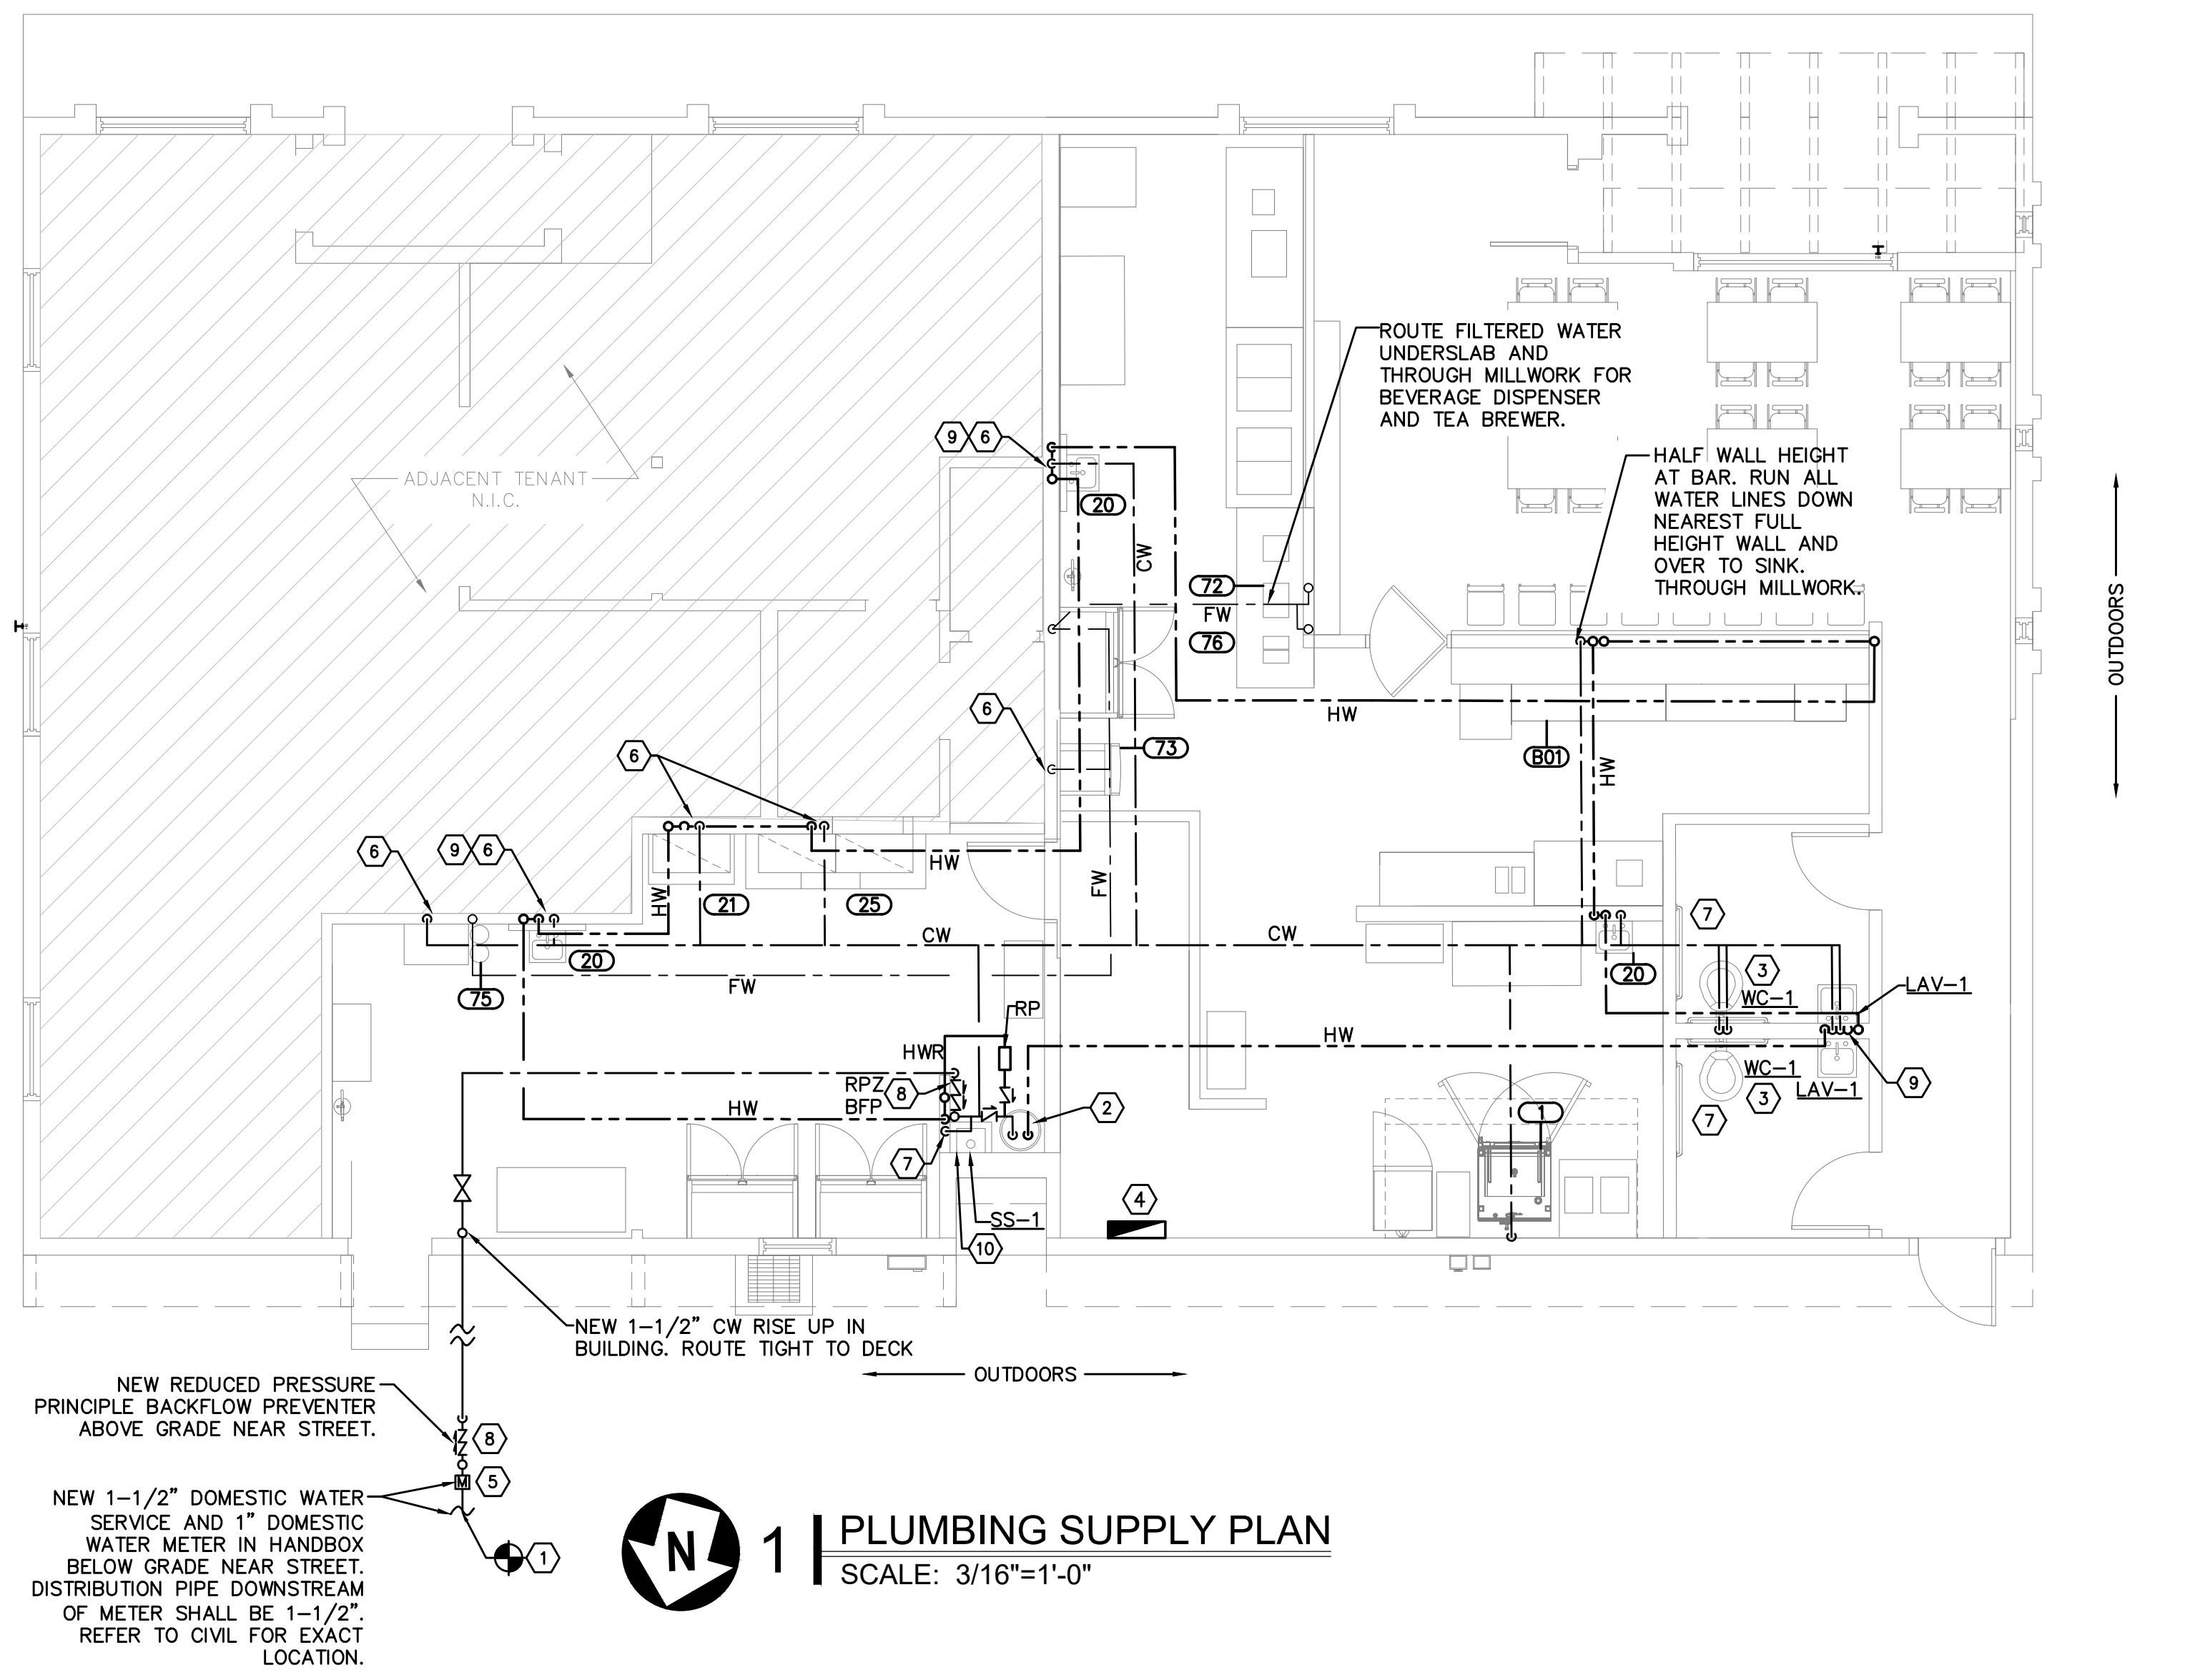 ROUTE FILTERED WATER
UNDERSLAB AND
THROUGH MILLWORK FOR
BEVERAGE DISPENSER
AND TEA BREWER.
HALF WALL HEIGHT
AT BAR. RUN ALL
WATER LINES DOWN
NEAREST FULL
HEIGHT WALL AND
OVER TO SINK.
THROUGH MILLWORK.
ADJACENT TENANT
N.I.C.
9
6
20
CW
72
FW
76
OUTDOORS
6
HW
73
B01
HW
6
6
9
6
HW
HW
21
25
FW
7
CW
CW
20
20
3
WC-1
LAV-1
75
FW
RP
HW
HWR
RPZ
BFP
8
2
WC-1
3
LAV-1
9
HW
1
7
7
4
SS-1
10
NEW 1-1/2" CW RISE UP IN
BUILDING. ROUTE TIGHT TO DECK
OUTDOORS
NEW REDUCED PRESSURE
PRINCIPLE BACKFLOW PREVENTER
ABOVE GRADE NEAR STREET.
8
M
5
NEW 1-1/2" DOMESTIC WATER
SERVICE AND 1" DOMESTIC
WATER METER IN HANDBOX
BELOW GRADE NEAR STREET.
DISTRIBUTION PIPE DOWNSTREAM
OF METER SHALL BE 1-1/2".
REFER TO CIVIL FOR EXACT
LOCATION.
1
N
1
PLUMBING SUPPLY PLAN
SCALE: 3/16"=1'-0"